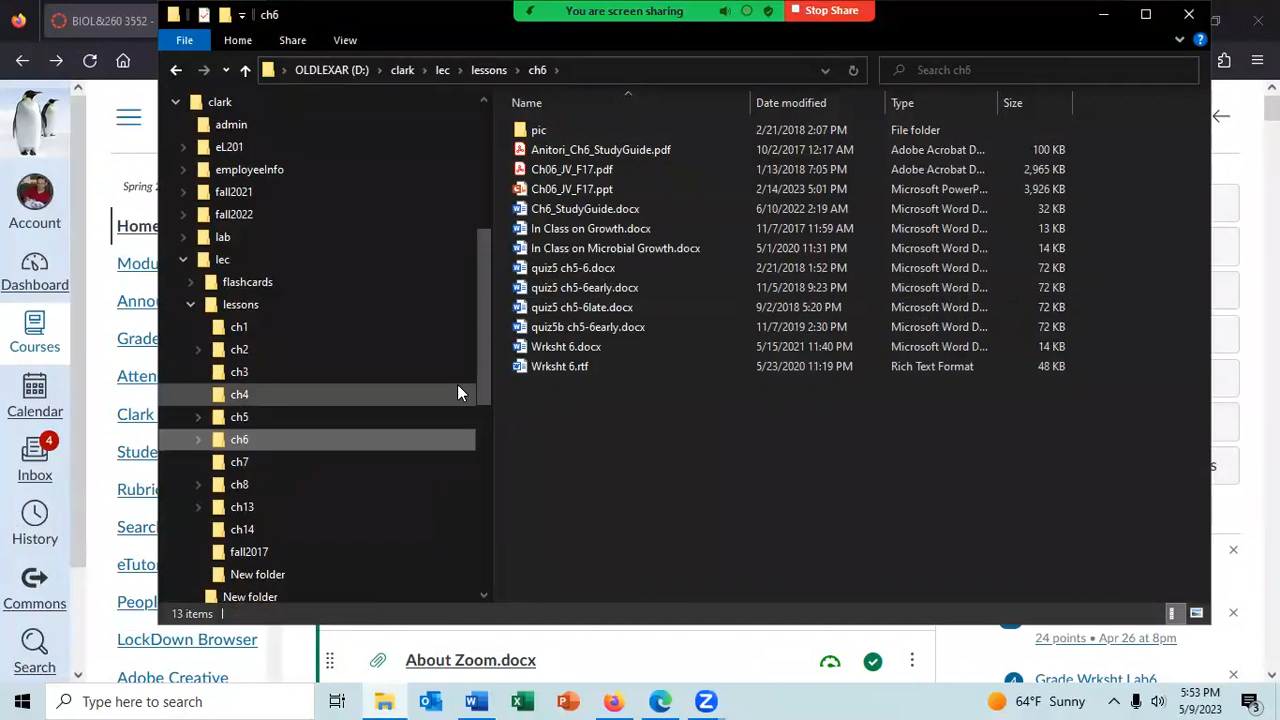 BIOL&260 3552 -
ch6
You are screen sharing
Stop Share
File
Home
Share
View
OLDLEXAR (D:)
clark
lec
lessons
ch6
Search ch6
clark
admin
eL201
employeeInfo
fall2021
fall2022
lab
lec
flashcards
lessons
ch1
ch2
ch3
ch4
ch5
ch6
ch7
ch8
ch13
ch14
fall2017
New folder
New folder
13 items
Name
Date modified
Type
Size
pic
2/21/2018 2:07 PM
File folder
Anitori_Ch6_StudyGuide.pdf
10/2/2017 12:17 AM
Adobe Acrobat D...
100 KB
Ch06_JV_F17.pdf
1/13/2018 7:05 PM
Adobe Acrobat D...
2,965 KB
Ch06_JV_F17.ppt
2/14/2023 5:01 PM
Microsoft PowerP...
3,926 KB
Ch6_StudyGuide.docx
6/10/2022 2:19 AM
Microsoft Word D...
32 KB
In Class on Growth.docx
11/7/2017 11:59 AM
Microsoft Word D...
13 KB
In Class on Microbial Growth.docx
5/1/2020 11:31 PM
Microsoft Word D...
14 KB
quiz5 ch5-6.docx
2/21/2018 1:52 PM
Microsoft Word D...
72 KB
quiz5 ch5-6early.docx
11/5/2018 9:23 PM
Microsoft Word D...
72 KB
quiz5 ch5-6late.docx
9/2/2018 5:20 PM
Microsoft Word D...
72 KB
quiz5b ch5-6early.docx
11/7/2019 2:30 PM
Microsoft Word D...
72 KB
Wrksht 6.docx
5/15/2021 11:40 PM
Microsoft Word D...
14 KB
Wrksht 6.rtf
5/23/2020 11:19 PM
Rich Text Format
48 KB
Account
Dashboard
Courses
Calendar
4
Inbox
History
Commons
Search
Spring 2
Home
Modu
Annou
Grade
Atten
Clark
Stude
Rubri
Searc
eTuto
Peopl
LockDown Browser
Adobe Creative
About Zoom.docx
s
24 points • Apr 26 at 8pm
Grade Wrksht Lab6
Type here to search
64°F Sunny
5:53 PM
5/9/2023
3